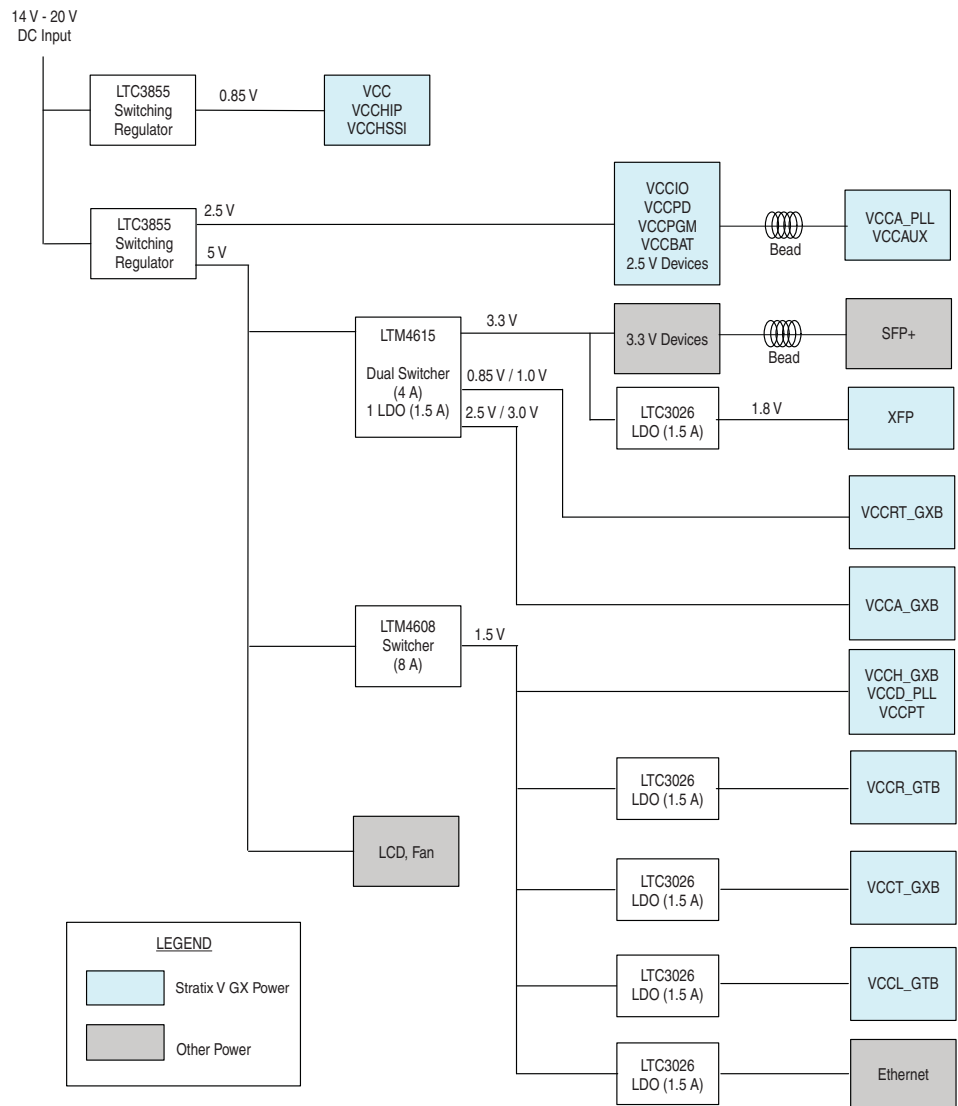 14 V - 20 V
DC Input
LTC3855
Switching
Regulator
0.85 V
VCC
VCCHIP
VCCHSSI
LTC3855
Switching
Regulator
2.5 V
5 V
VCCIO
VCCPD
VCCPGM
VCCBAT
2.5 V Devices
Bead
VCCA_PLL
VCCAUX
LTM4615
Dual Switcher
(4 A)
1 LDO (1.5 A)
3.3 V
0.85 V / 1.0 V
2.5 V / 3.0 V
3.3 V Devices
Bead
SFP+
LTC3026
LDO (1.5 A)
1.8 V
XFP
VCCRT_GXB
VCCA_GXB
LTM4608
Switcher
(8 A)
1.5 V
VCCH_GXB
VCCD_PLL
VCCPT
LTC3026
LDO (1.5 A)
VCCR_GTB
LCD, Fan
LTC3026
LDO (1.5 A)
VCCT_GXB
LTC3026
LDO (1.5 A)
VCCL_GTB
LTC3026
LDO (1.5 A)
Ethernet
LEGEND
Stratix V GX Power
Other Power